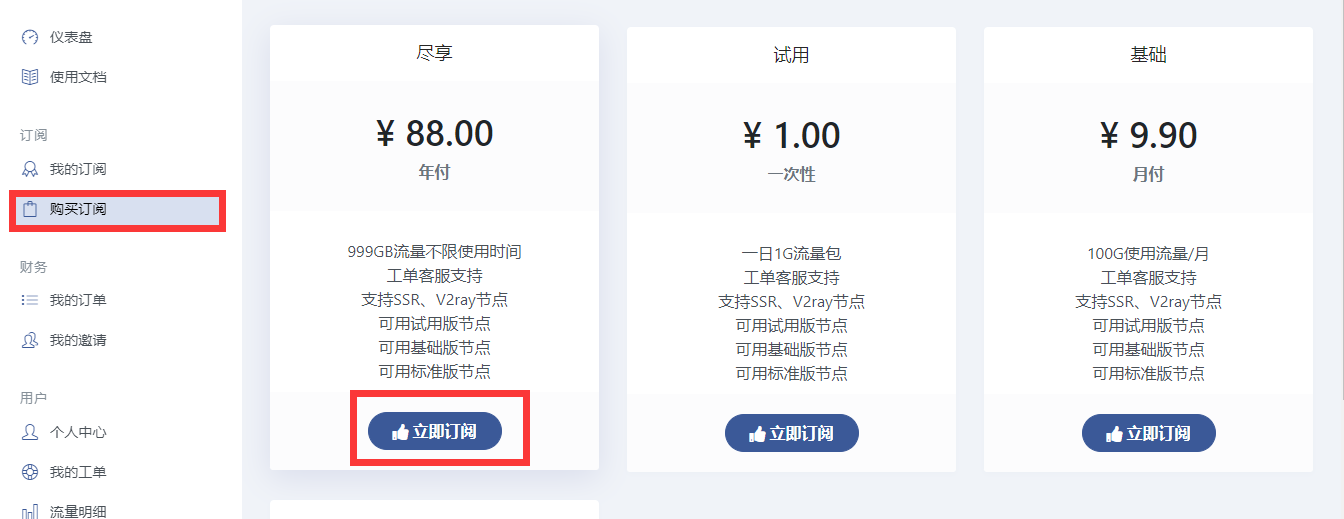 仪表盘
使用文档
订阅
我的订阅
购买订阅
财务
我的订单
我的邀请
用户
个人中心
我的工单
流量明细
尽享
¥ 88.00
年付
999GB流量不限使用时间
工单客服支持
支持SSR、V2ray节点
可用试用版节点
可用基础版节点
可用标准版节点
立即订阅
试用
¥ 1.00
一次性
一日1G流量包
工单客服支持
支持SSR、V2ray节点
可用试用版节点
可用基础版节点
可用标准版节点
立即订阅
基础
¥ 9.90
月付
100G使用流量/月
工单客服支持
支持SSR、V2ray节点
可用试用版节点
可用基础版节点
可用标准版节点
立即订阅